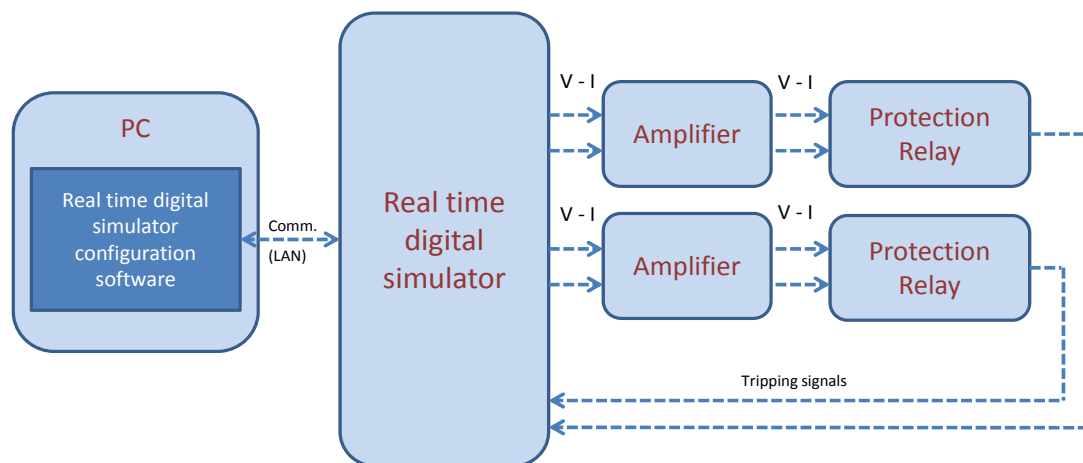 PC
Real time digital
simulator
configuration
software
Comm.
(LAN)
Real time
digital
simulator
V - I
Amplifier
V - I
Protection
Relay
V - I
Amplifier
V - I
Protection
Relay
Tripping signals